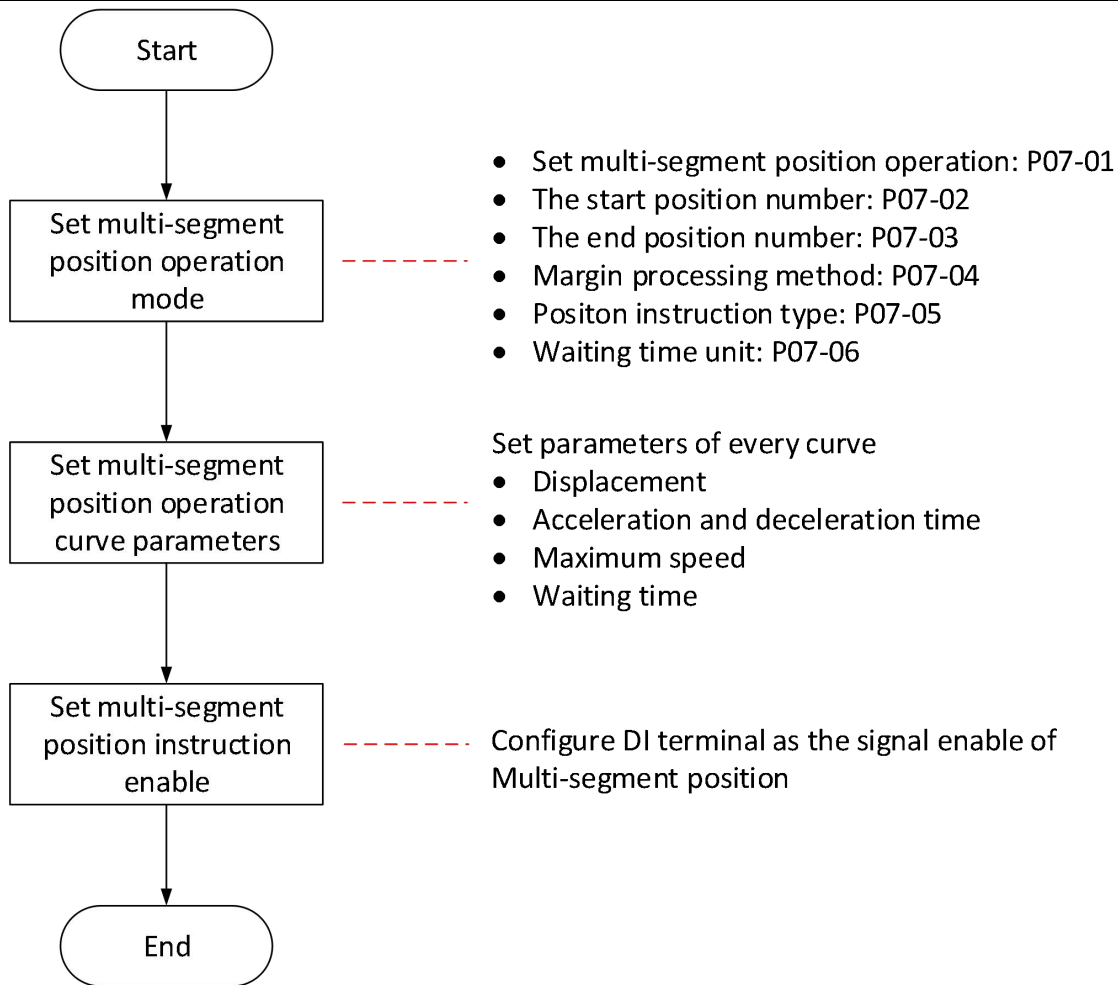 Start
Set multi-segment
position operation
mode
• Set multi-segment position operation: P07-01
• The start position number: P07-02
• The end position number: P07-03
• Margin processing method: P07-04
• Positon instruction type: P07-05
• Waiting time unit: P07-06
Set multi-segment
position operation
curve parameters
Set parameters of every curve
• Displacement
• Acceleration and deceleration time
• Maximum speed
• Waiting time
Set multi-segment
position instruction
enable
Configure DI terminal as the signal enable of
Multi-segment position
End